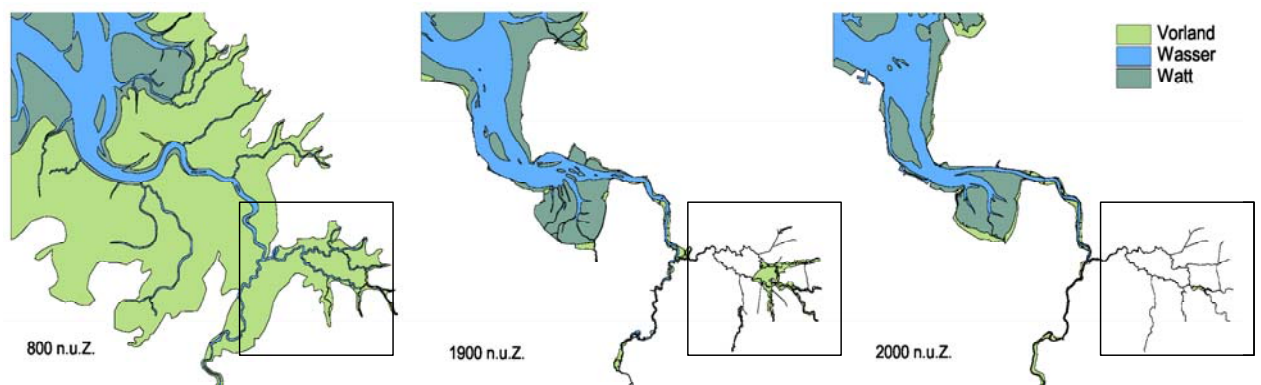 Vorland
Wasser
Watt
800 n.u.Z.
1900 n.u.Z.
2000 n.u.Z.